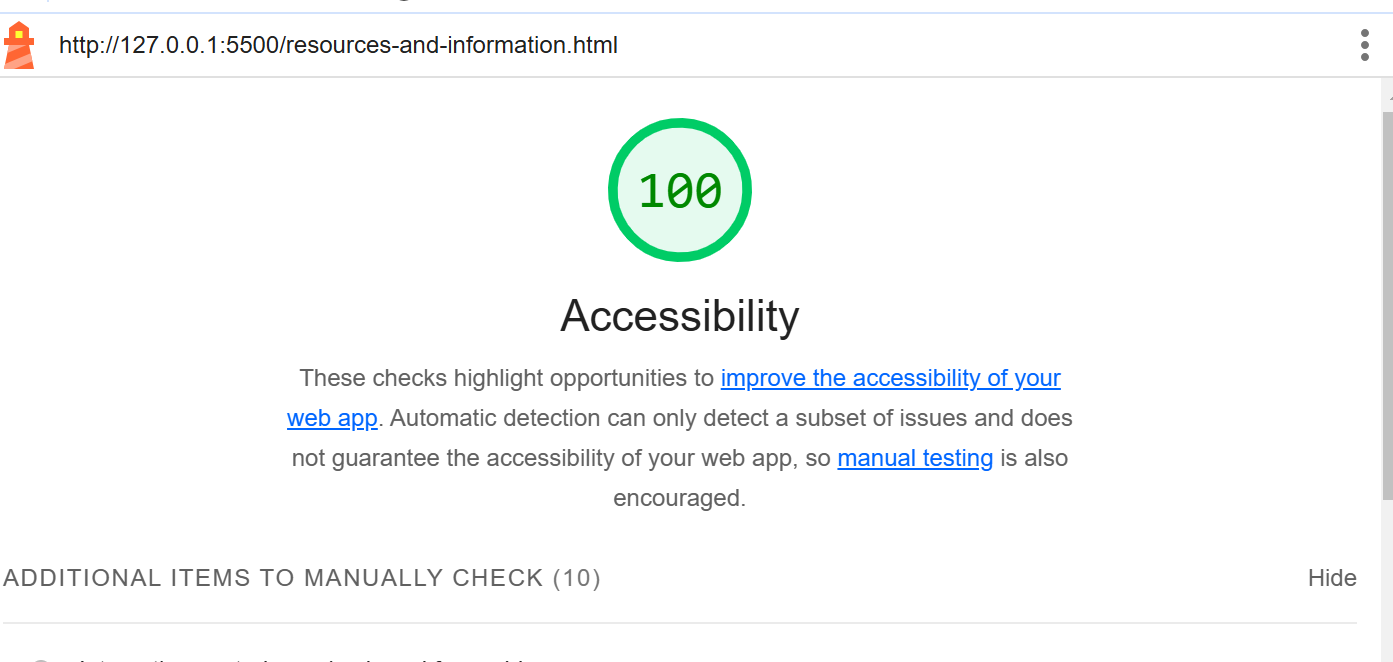 http://127.0.0.1:5500/resources-and-information.html
100
Accessibility
These checks highlight opportunities to improve the accessibility of your
web app. Automatic detection can only detect a subset of issues and does
not guarantee the accessibility of your web app, so manual testing is also
encouraged.
ADDITIONAL ITEMS TO MANUALLY CHECK (10)
Hide